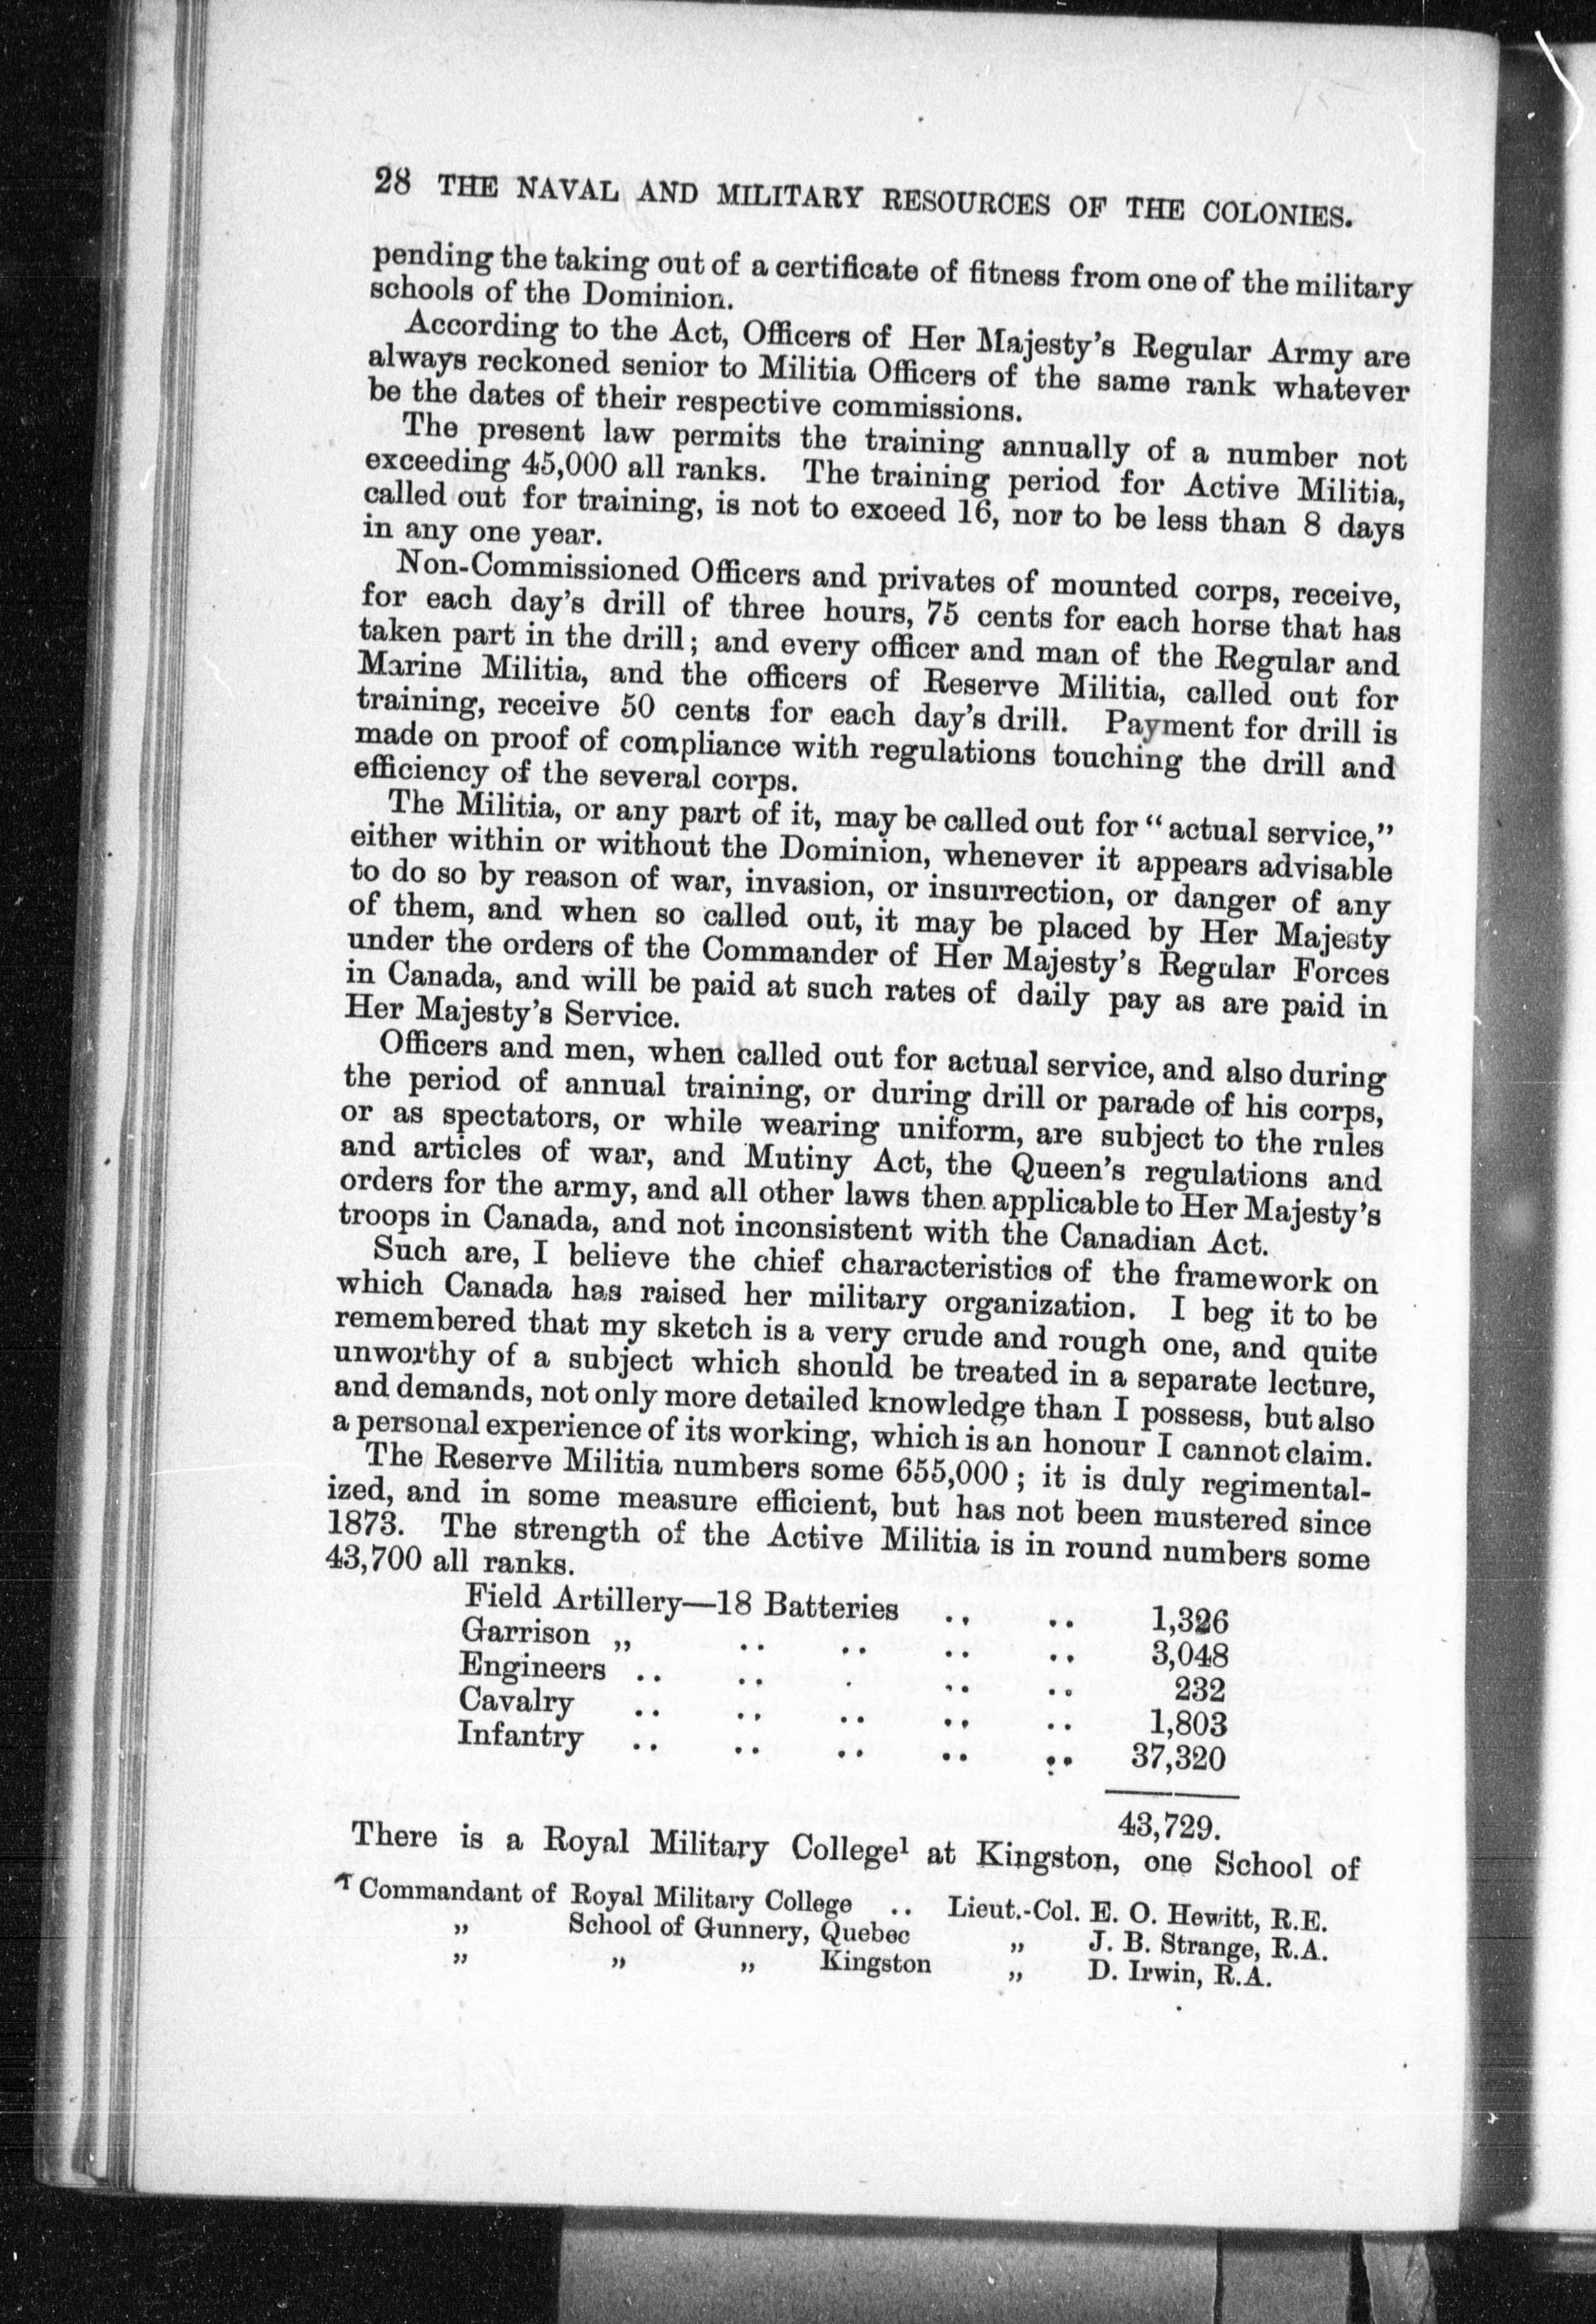 28 THE NAVAL AND MILITARY RESOURCES OF THE COLONIES.
pending the taking out of a certificate of fitness from one of the military
schools of the Dominion.
According to the Act, Officers of Her Majesty's Regular Army are
always reckoned senior to Militia Officers of the same rank whatever
be the dates of their respective commissions.
The present law permits the training annually of a number not
exceeding 45,000 all ranks. The training period for Active Militia,
called out for training, is not to exceed 16, nor to be less than 8 days
in any one year.
Non-Commissioned Officers and privates of mounted corps, receive,
for each day's drill of three hours, 75 cents for each horse that has
taken part in the drill; and every officer and man of the Regular and
Marine Militia, and the officers of Reserve Militia, called out for
training, receive 50 cents for each day's drill. Payment for drill is
made on proof of compliance with regulations touching the drill and
efficiency of the several corps.
The Militia, or any part of it, may be called out for "actual service,"
either within or without the Dominion, whenever it appears advisable
to do so by reason of war, invasion, or insurrection, or danger of any
of them, and when so called out, it may be placed by Her Majesty
under the orders of the Commander of Her Majesty's Regular Forces
in Canada, and will be paid at such rates of daily pay as are paid in
Her Majesty's Service.
Officers and men, when called out for actual service, and also during
the period of annual training, or during drill or parade of his corps,
or as spectators, or while wearing uniform, are subject to the rules
and articles of war, and Mutiny Act, the Queen's regulations and
orders for the army, and all other laws then applicable to Her Majesty's
troops in Canada, and not inconsistent with the Canadian Act.
Such are, I believe the chief characteristics of the framework on
which Canada has raised her military organization. I beg it to be
remembered that my sketch is a very crude and rough one, and quite
unworthy of a subject which should be treated in a separate lecture,
and demands, not only more detailed knowledge than I possess, but also
a personal experience of its working, which is an honour I cannot claim.
The Reserve Militia numbers some 655,000; it is duly regimental-
ized, and in some measure efficient, but has not been mustered since
1873. The strength of the Active Militia is in round numbers some
43,700 all ranks.
Field Artillery—18 Batteries .. .. 1,326
Garrison „ .. .. .. .. 3,048
Engineers .. .. . .. .. 232
Cavalry .. .. .. .. .. 1,803
Infantry .. .. .. .. .. 37,320
43,729.
There is a Royal Military College¹ at Kingston, one School of
¹ Commandant of Royal Military College .. Lieut.-Col. E. O. Hewitt, R.E.
„ School of Gunnery, Quebec „ J. B. Strange, R.A.
„ „ „ Kingston „ D. Irwin, R.A.